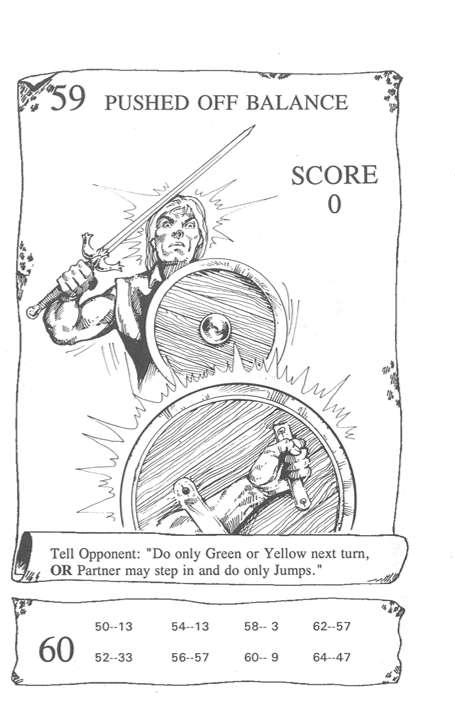 59 PUSHED OFF BALANCE
SCORE
0
Tell Opponent: "Do only Green or Yellow next turn,
OR Partner may step in and do only Jumps."
60
50--13 54--13 58-- 3 62--57
52--33 56--57 60-- 9 64--47